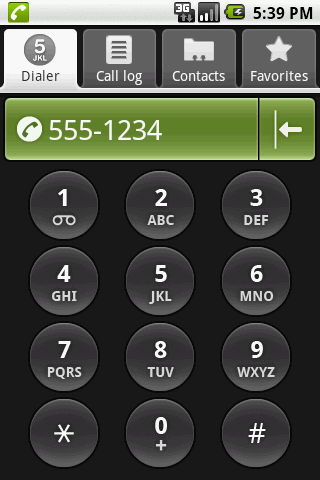 3G 5:39 PM
5
JKL
Dialer Call log Contacts Favorites
555-1234
1 2 3
ABC DEF
4 5 6
GHI JKL MNO
7 8 9
PQRS TUV WXYZ
* 0 #
+